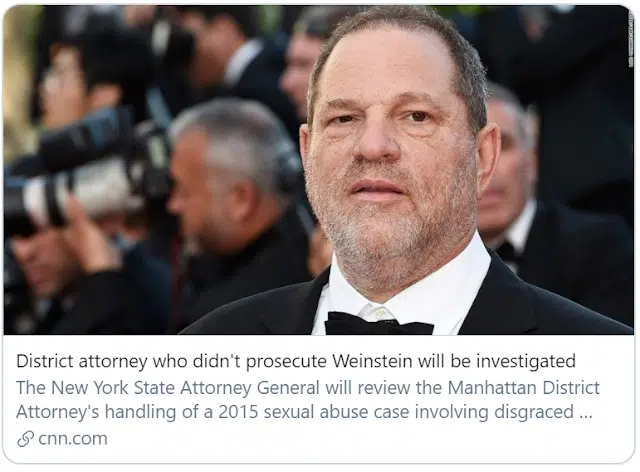 District attorney who didn't prosecute Weinstein will be investigated
The New York State Attorney General will review the Manhattan District
Attorney's handling of a 2015 sexual abuse case involving disgraced ...
cnn.com